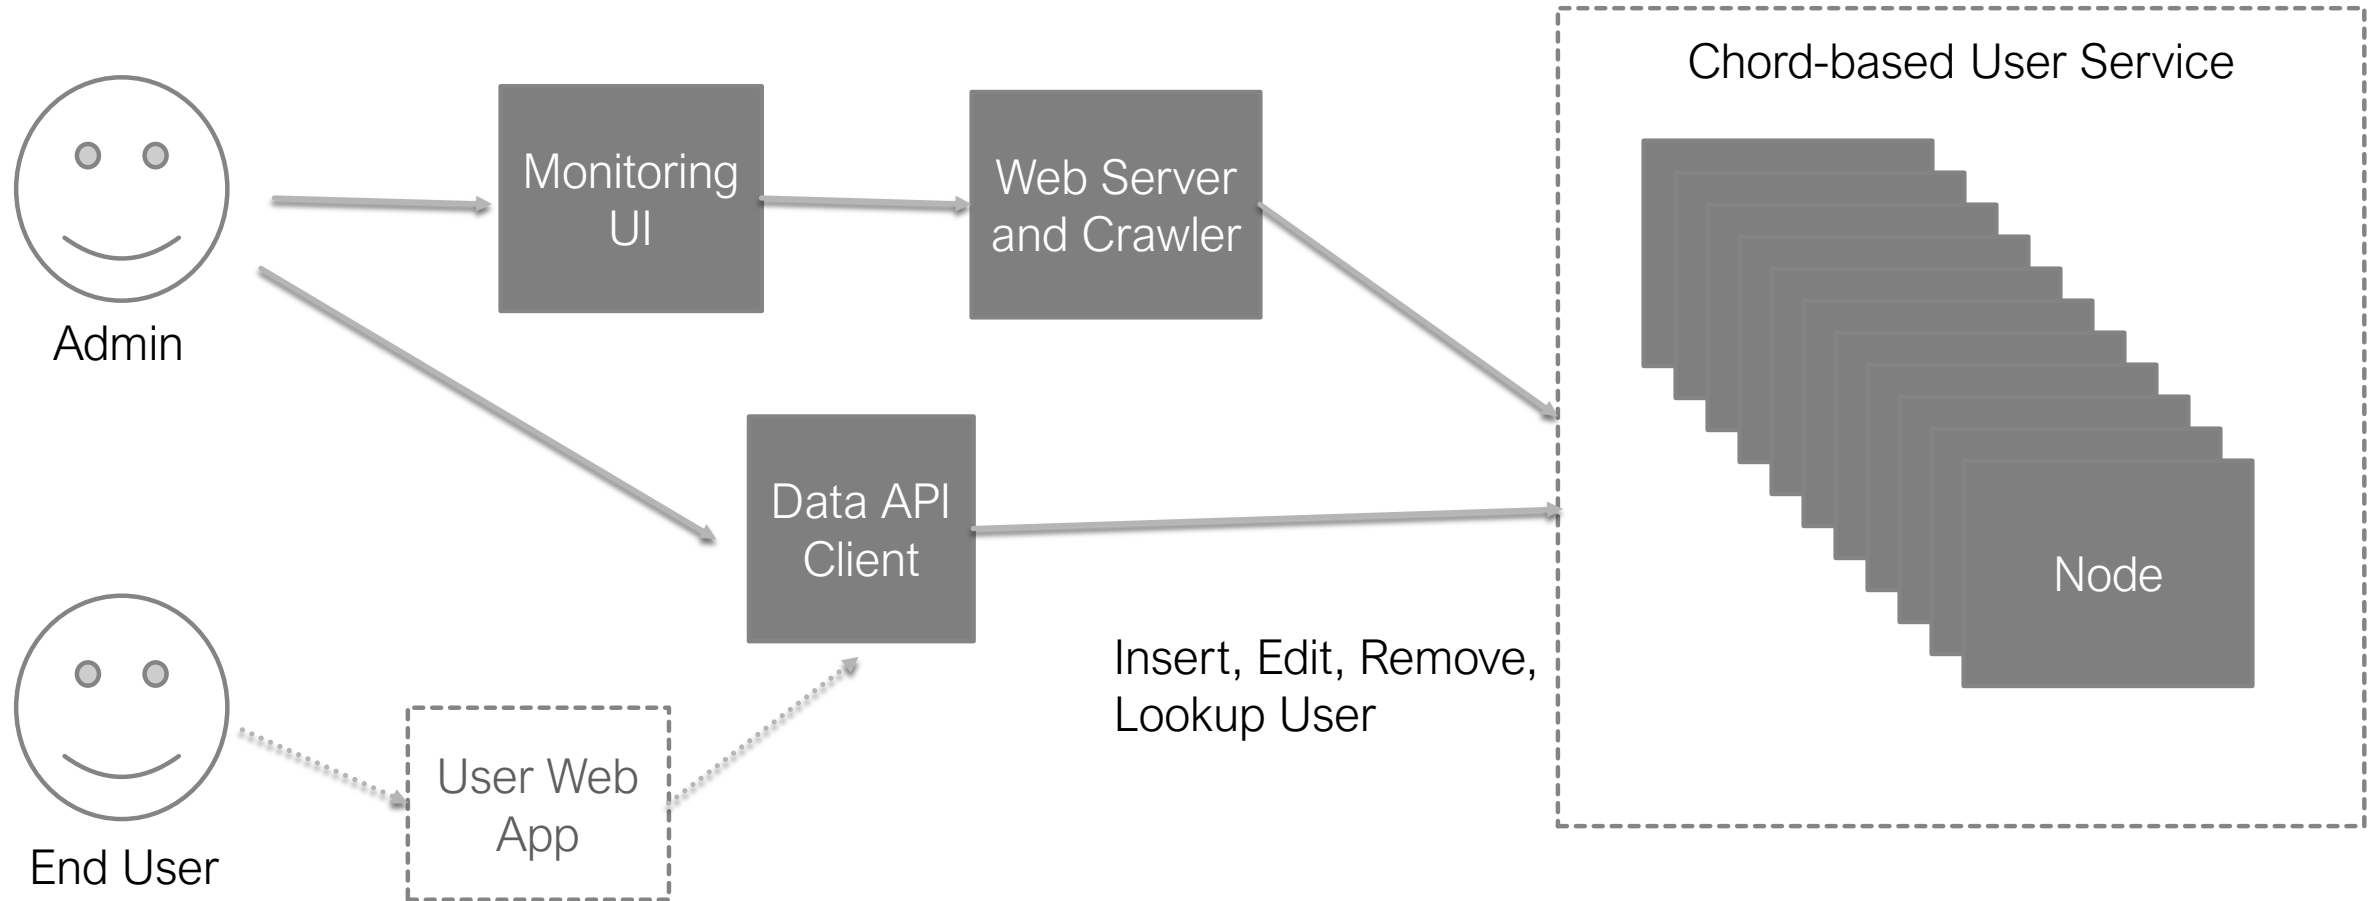 Chord-based User Service
Monitoring
UI
Web Server
and Crawler
Admin
Data API
Client
Node
Insert, Edit, Remove,
Lookup User
User Web
App
End User